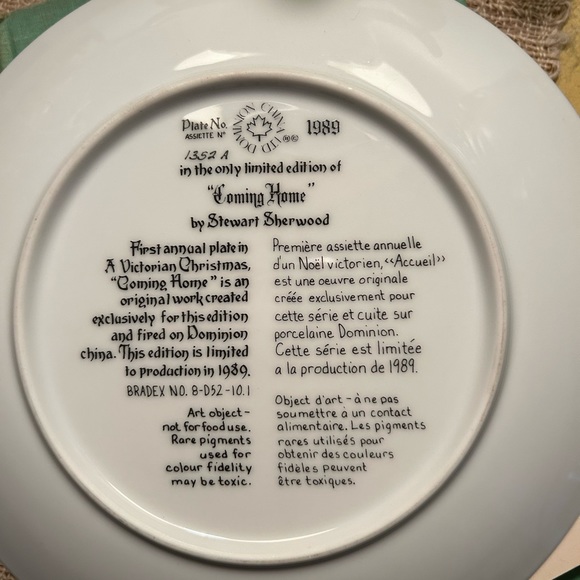 Plate No.
ASSIETTE Nº
DOMINION CHINA LTD
1989
1352 A
in the only limited edition of
"Coming Home"
by Stewart Sherwood
First annual plate in
A Victorian Christmas,
"Coming Home" is an
original work created
exclusively for this edition
and fired on Dominion
china. This edition is limited
to production in 1989.
BRADEX NO. 8-D52-10.1
Art object-
not for food use.
Rare pigments
used for
colour fidelity
may be toxic.
Première assiette annuelle
d'un Noël victorien, <<Accueil>>
est une oeuvre originale
créée exclusivement pour
cette série et cuite sur
porcelaine Dominion.
Cette série est limitée
a la production de 1989.
Object d'art - à ne pas
soumettre à un contact
alimentaire. Les pigments
rares utilisés pour
obtenir des couleurs
fidèles peuvent
être toxiques.